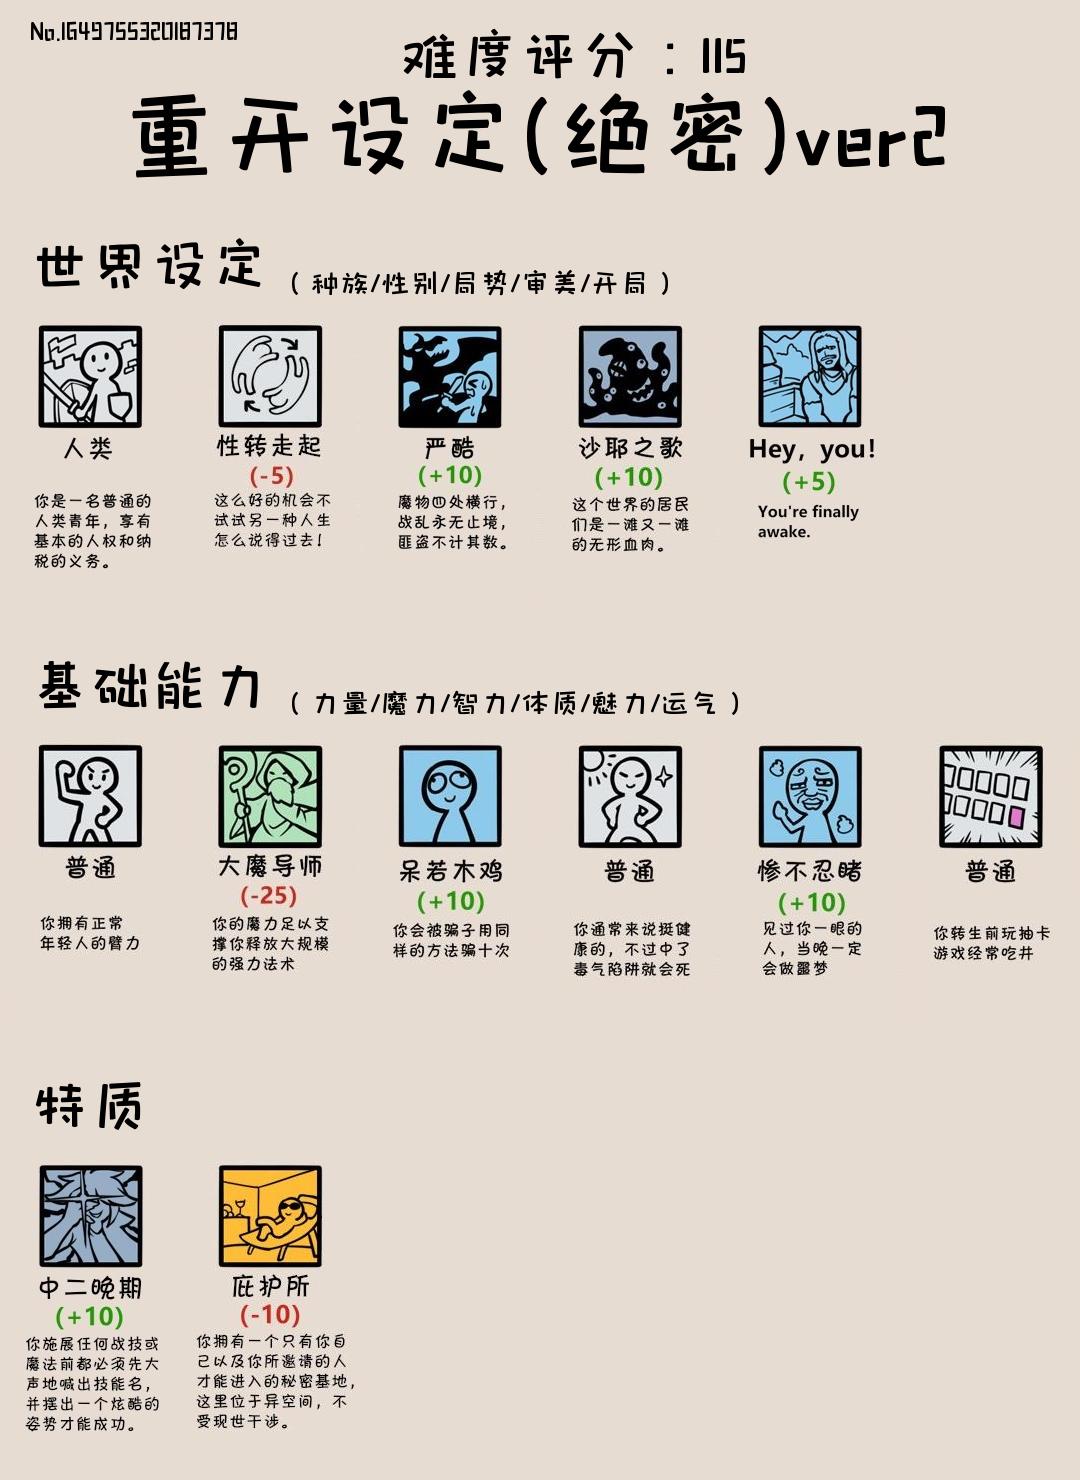 No.1649755320187378
难度评分：115
重开设定(绝密)ver2
世界设定 （种族/性别/局势/审美/开局）
人类
你是一名普通的
人类青年，享有
基本的人权和纳
税的义务。
性转走起
(-5)
这么好的机会不
试试另一种人生
怎么说得过去！
严酷
(+10)
魔物四处横行，
战乱永无止境，
匪盗不计其数。
沙耶之歌
(+10)
这个世界的居民
们是一滩又一滩
的无形血肉。
Hey, you!
(+5)
You're finally
awake.
基础能力 （力量/魔力/智力/体质/魅力/运气）
普通
你拥有正常
年轻人的臂力
大魔导师
(-25)
你的魔力足以支
撑你释放大规模
的强力法术
呆若木鸡
(+10)
你会被骗子用同
样的方法骗十次
普通
你通常来说挺健
康的，不过中了
毒气陷阱就会死
惨不忍睹
(+10)
见过你一眼的
人，当晚一定
会做噩梦
普通
你转生前玩抽卡
游戏经常吃井
特质
中二晚期
(+10)
你施展任何战技或
魔法前都必须先大
声地喊出技能名，
并摆出一个炫酷的
姿势才能成功。
庇护所
(-10)
你拥有一个只有你自
己以及你所邀请的人
才能进入的秘密基地，
这里位于异空间，不
受现世干涉。